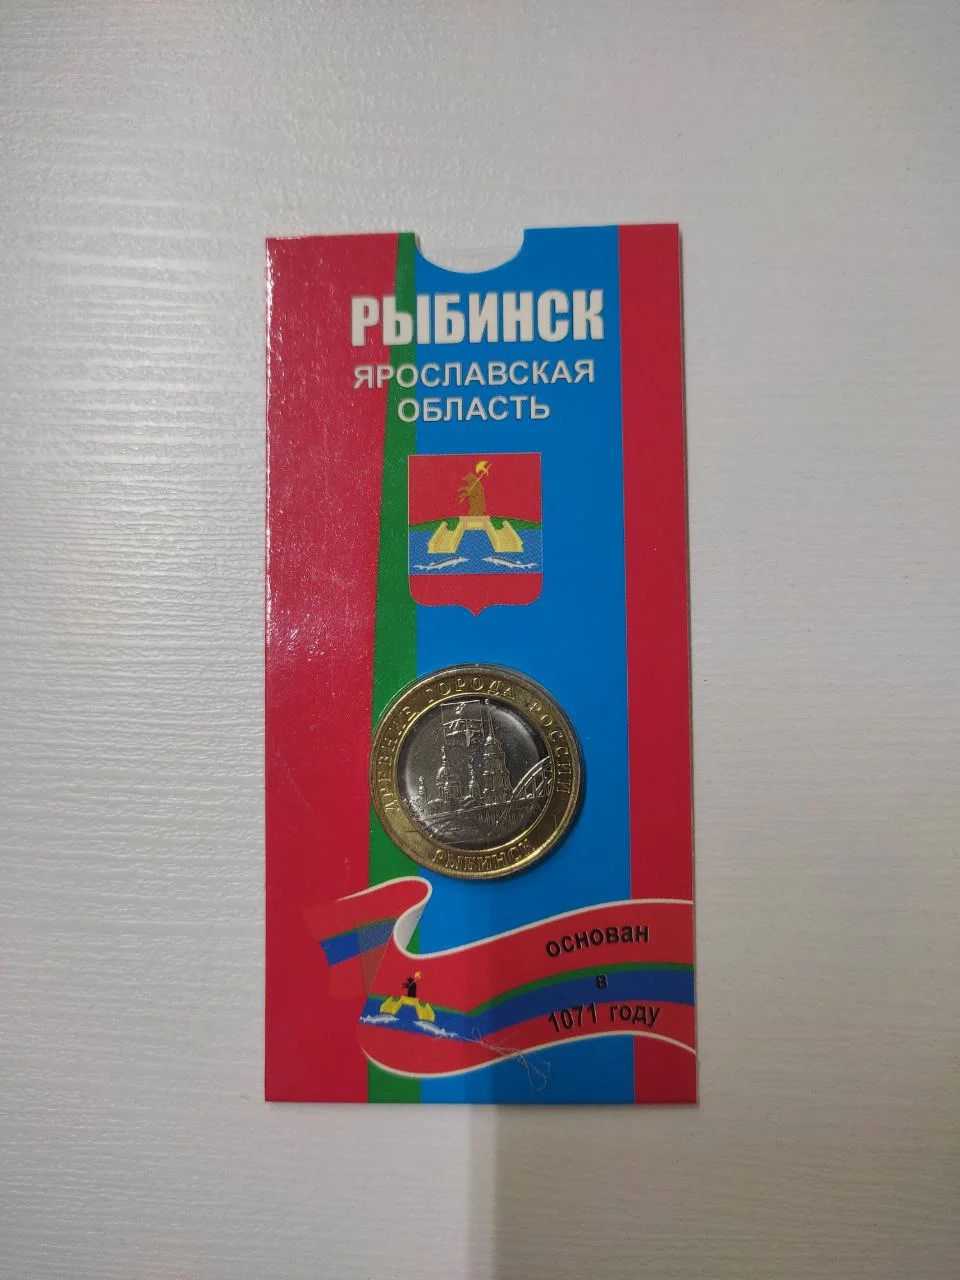 РЫБИНСК
ЯРОСЛАВСКАЯ
ОБЛАСТЬ
ДРЕВНИЕ ГОРОДА РОССИИ
РЫБИНСК
основан
в
1071 году